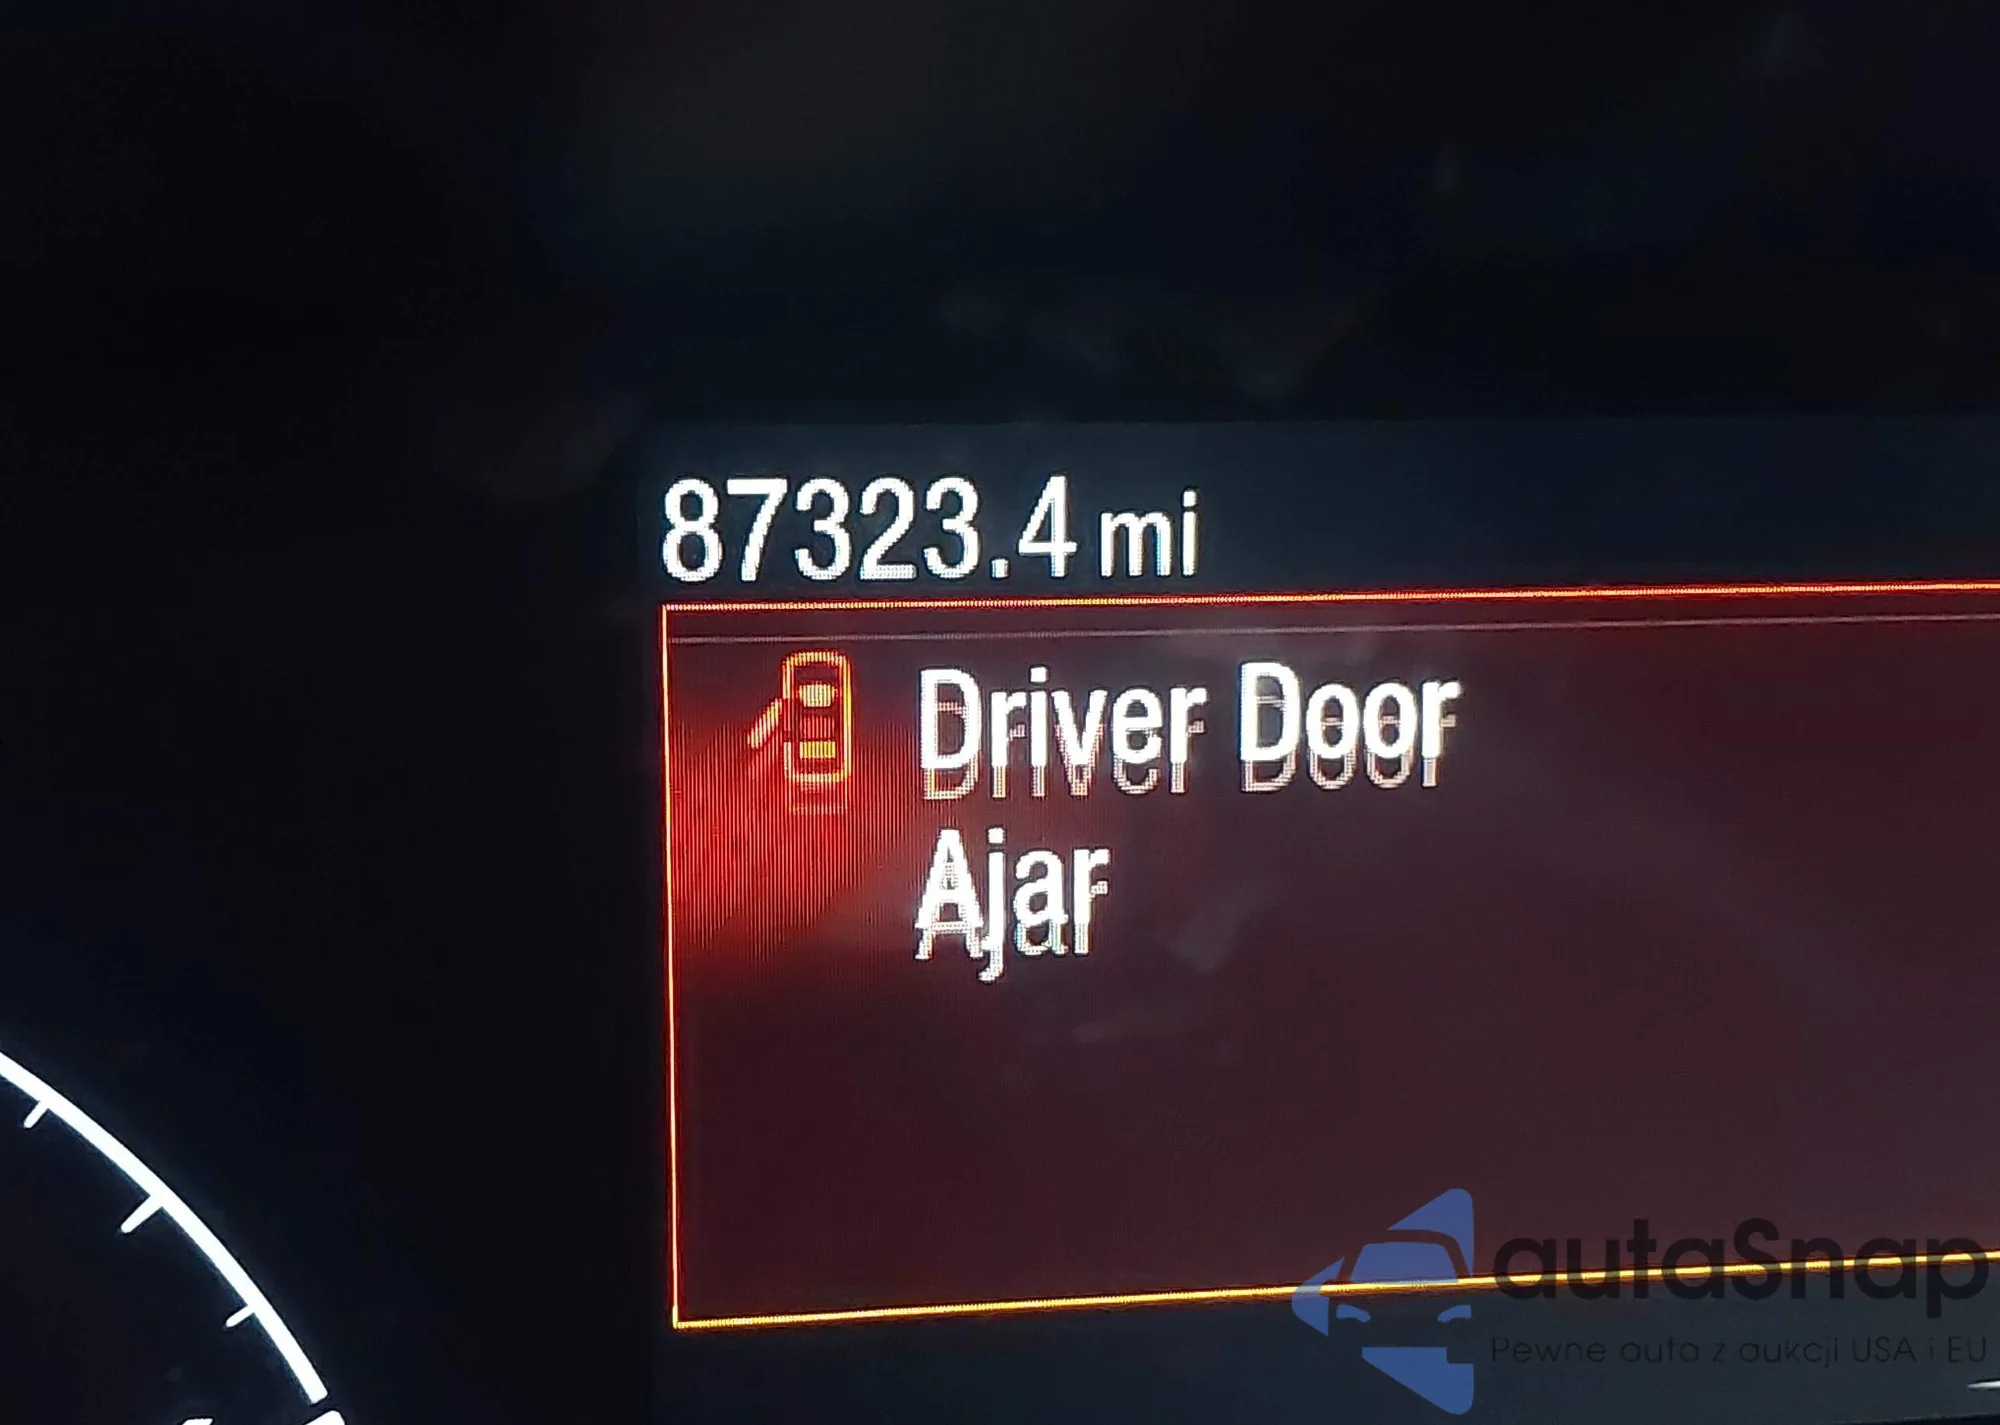 87323.4 mi
Driver Door
Ajar
autaSnap
Pewne auta z aukcji USA i EU